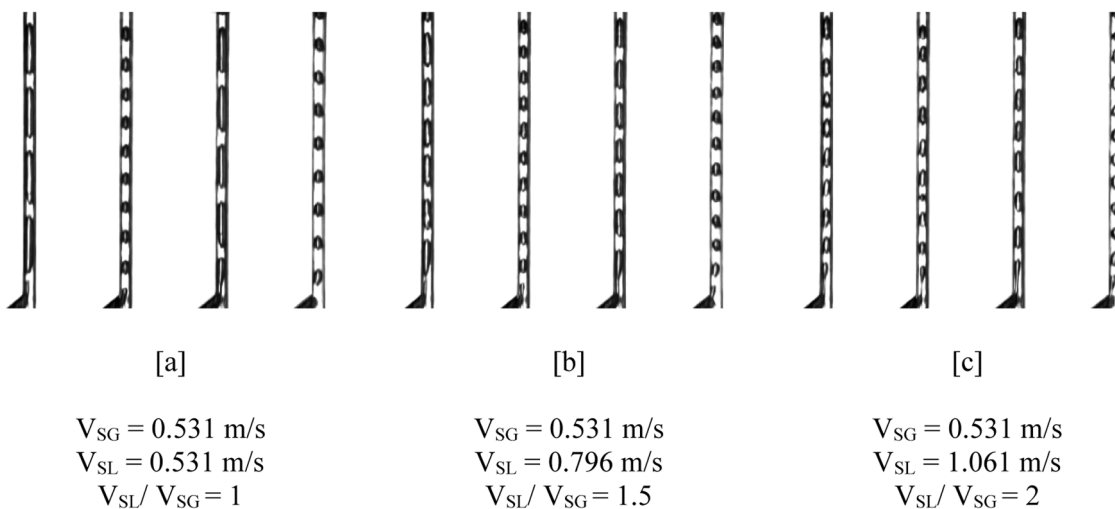 [a] [b] [c]
V_SG = 0.531 m/s V_SG = 0.531 m/s V_SG = 0.531 m/s
V_SL = 0.531 m/s V_SL = 0.796 m/s V_SL = 1.061 m/s
V_SL/ V_SG = 1 V_SL/ V_SG = 1.5 V_SL/ V_SG = 2